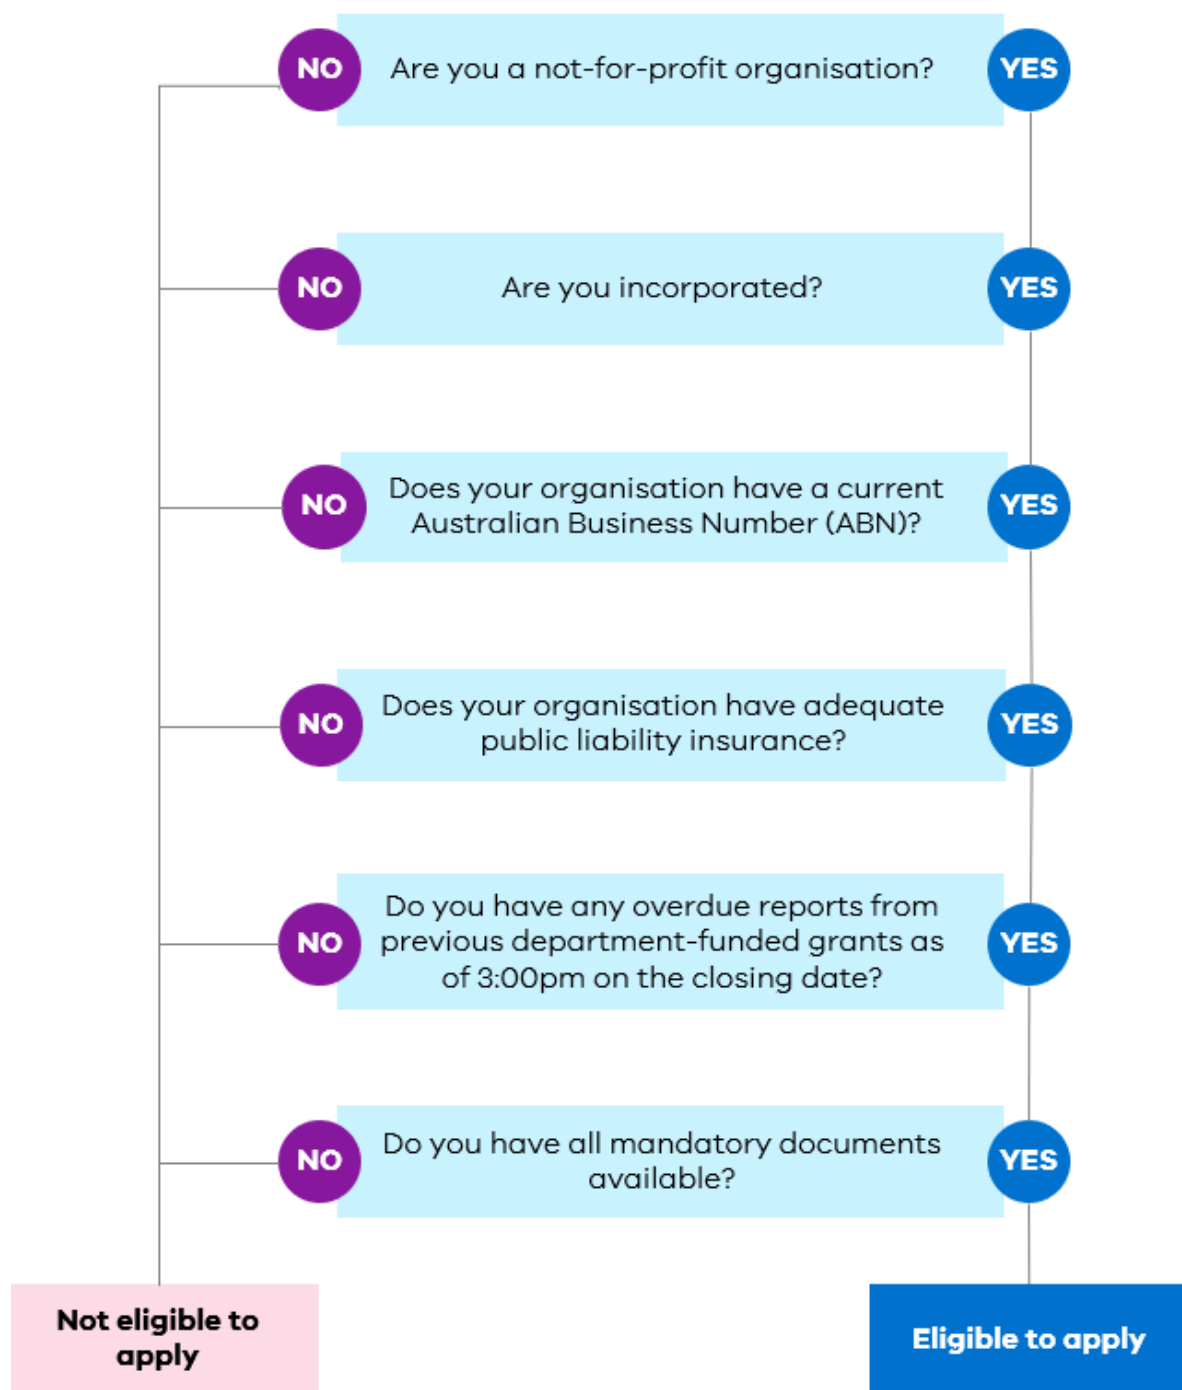 NO
Are you a not-for-profit organisation?
YES
NO
Are you incorporated?
YES
NO
Does your organisation have a current
Australian Business Number (ABN)?
YES
NO
Does your organisation have adequate
public liability insurance?
YES
NO
Do you have any overdue reports from
previous department-funded grants as
of 3:00pm on the closing date?
YES
NO
Do you have all mandatory documents
available?
YES
Not eligible to
apply
Eligible to apply